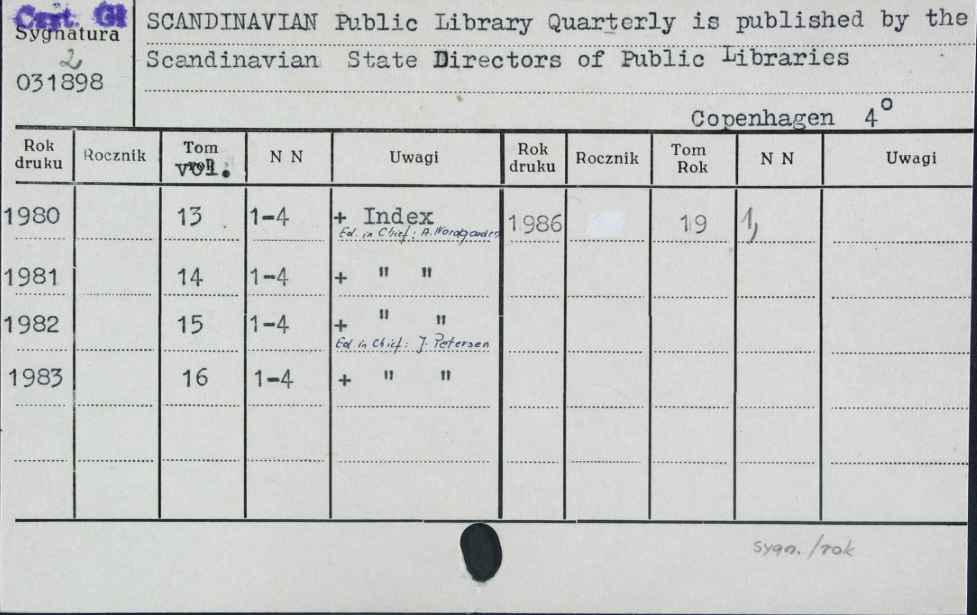 Czyt. Gł
Sygnatura
2
031898
SCANDINAVIAN Public Library Quarterly is published by the
Scandinavian State Directors of Public Libraries
Copenhagen 4°
Rok druku Rocznik Tom vol. N N Uwagi Rok druku Rocznik Tom Rok N N Uwagi
1980 13 1-4 + Index 1986 19 1,
Ed. in Chief: A.
1981 14 1-4 + " "
1982 15 1-4 + " "
Ed. in Chief: J. Petersen
1983 16 1-4 + " "
sygn./rok